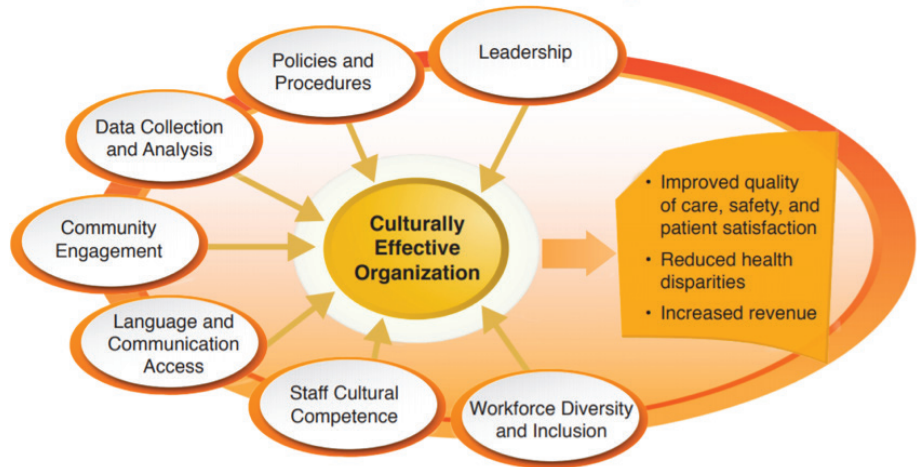 Leadership
Policies and
Procedures
Data Collection
and Analysis
Community
Engagement
Language and
Communication
Access
Staff Cultural
Competence
Workforce Diversity
and Inclusion
Culturally
Effective
Organization
• Improved quality
of care, safety, and
patient satisfaction
• Reduced health
disparities
• Increased revenue